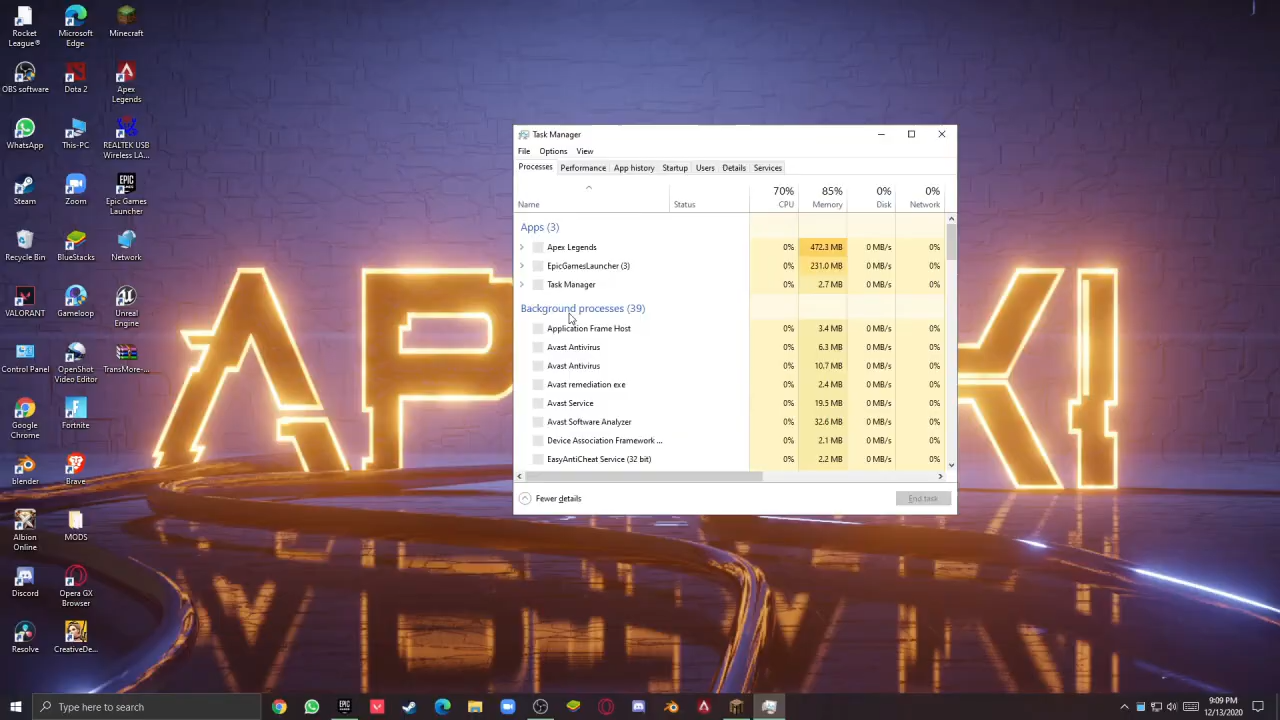 Rocket
League®
Microsoft
Edge
Minecraft
OBS software
Dota 2
Apex
Legends
WhatsApp
This-PC
REALTEK USB
Wireless LA...
Steam
Zoom
EPIC
GAMES
Epic Games
Launcher
Recycle Bin
BlueStacks
Network
VALORANT
Gameloop
Unreal
Engine
Control Panel
OpenShot
Video Editor
TransMore-...
Google
Chrome
Fortnite
blender
Brave
Albion
Online
MODS
Discord
Opera GX
Browser
Resolve
CreativeDe...
AP
KI
Task Manager
File Options View
Processes Performance App history Startup Users Details Services
70% 85% 0% 0%
Name Status CPU Memory Disk Network
Apps (3)
Apex Legends 0% 472.3 MB 0 MB/s 0%
EpicGamesLauncher (3) 0% 231.0 MB 0 MB/s 0%
Task Manager 0% 2.7 MB 0 MB/s 0%
Background processes (39)
Application Frame Host 0% 3.4 MB 0 MB/s 0%
Avast Antivirus 0% 6.3 MB 0 MB/s 0%
Avast Antivirus 0% 10.7 MB 0 MB/s 0%
Avast remediation exe 0% 2.4 MB 0 MB/s 0%
Avast Service 0% 19.5 MB 0 MB/s 0%
Avast Software Analyzer 0% 32.6 MB 0 MB/s 0%
Device Association Framework ... 0% 2.1 MB 0 MB/s 0%
EasyAntiCheat Service (32 bit) 0% 2.2 MB 0 MB/s 0%
Fewer details End task
Type here to search
9:09 PM
12/13/2020